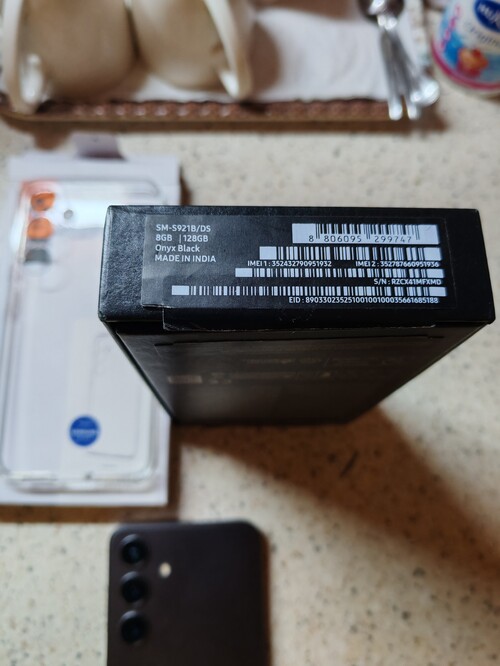 SM-S921B/DS
8GB | 128GB
Onyx Black
MADE IN INDIA
8 806095 299747
IMEI 1 : 352432790951932
IMEI 2 : 352787660951936
S/N : RZCX41MFXMD
EID : 89033023525100100100035661685188